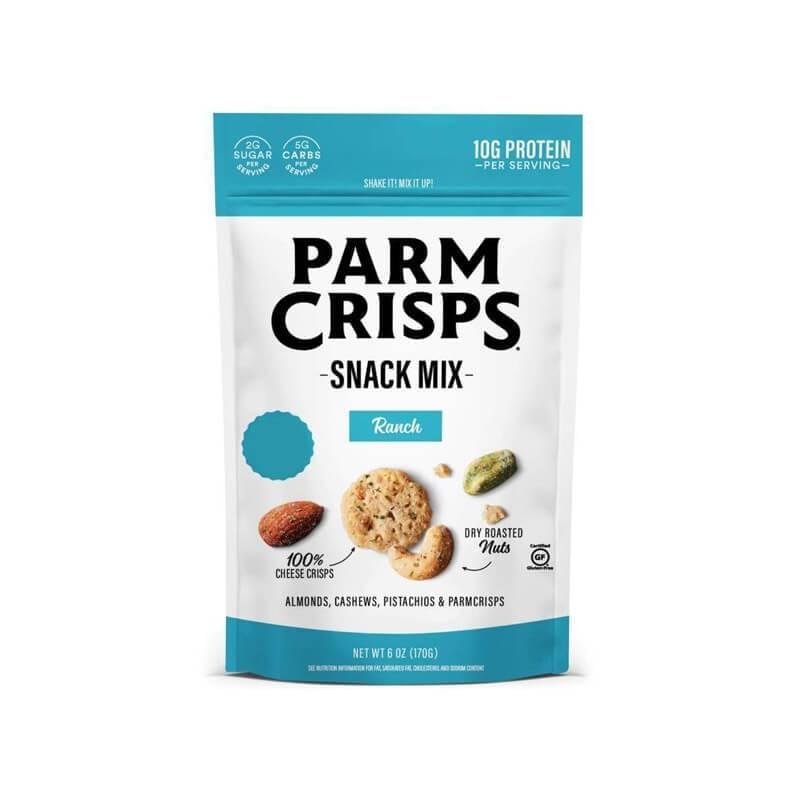 2G
SUGAR
PER
SERVING
5G
CARBS
PER
SERVING
10G PROTEIN
-PER SERVING-
SHAKE IT! MIX IT UP!
PARM
CRISPS®
-SNACK MIX-
Ranch
100%
CHEESE CRISPS
DRY ROASTED
Nuts
Certified
GF
Gluten-Free
ALMONDS, CASHEWS, PISTACHIOS & PARMCRISPS
NET WT 6 OZ (170G)
SEE NUTRITION INFORMATION FOR FAT, SATURATED FAT, CHOLESTEROL AND SODIUM CONTENT